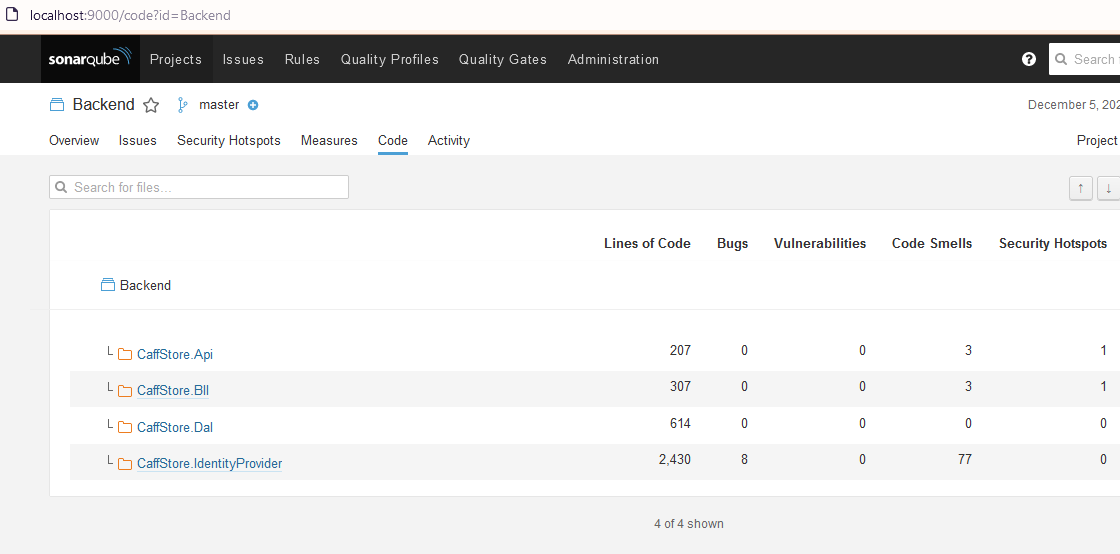 localhost:9000/code?id=Backend
sonarqube Projects Issues Rules Quality Profiles Quality Gates Administration ? Search
Backend master December 5, 202
Overview Issues Security Hotspots Measures Code Activity Project
Search for files... ↑ ↓
Lines of Code Bugs Vulnerabilities Code Smells Security Hotspots
Backend
CaffStore.Api 207 0 0 3 1
CaffStore.Bll 307 0 0 3 1
CaffStore.Dal 614 0 0 0 0
CaffStore.IdentityProvider 2,430 8 0 77 0
4 of 4 shown